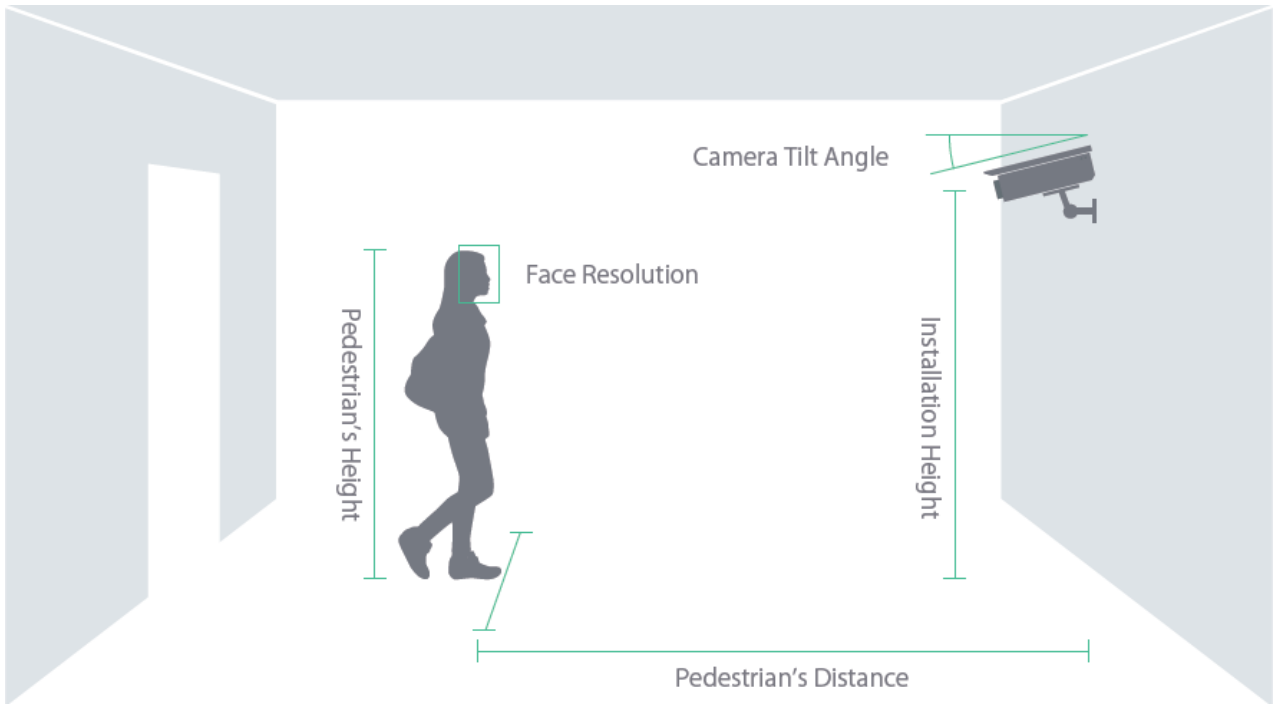 Camera Tilt Angle
Face Resolution
Pedestrian’s Height
Installation Height
Pedestrian’s Distance